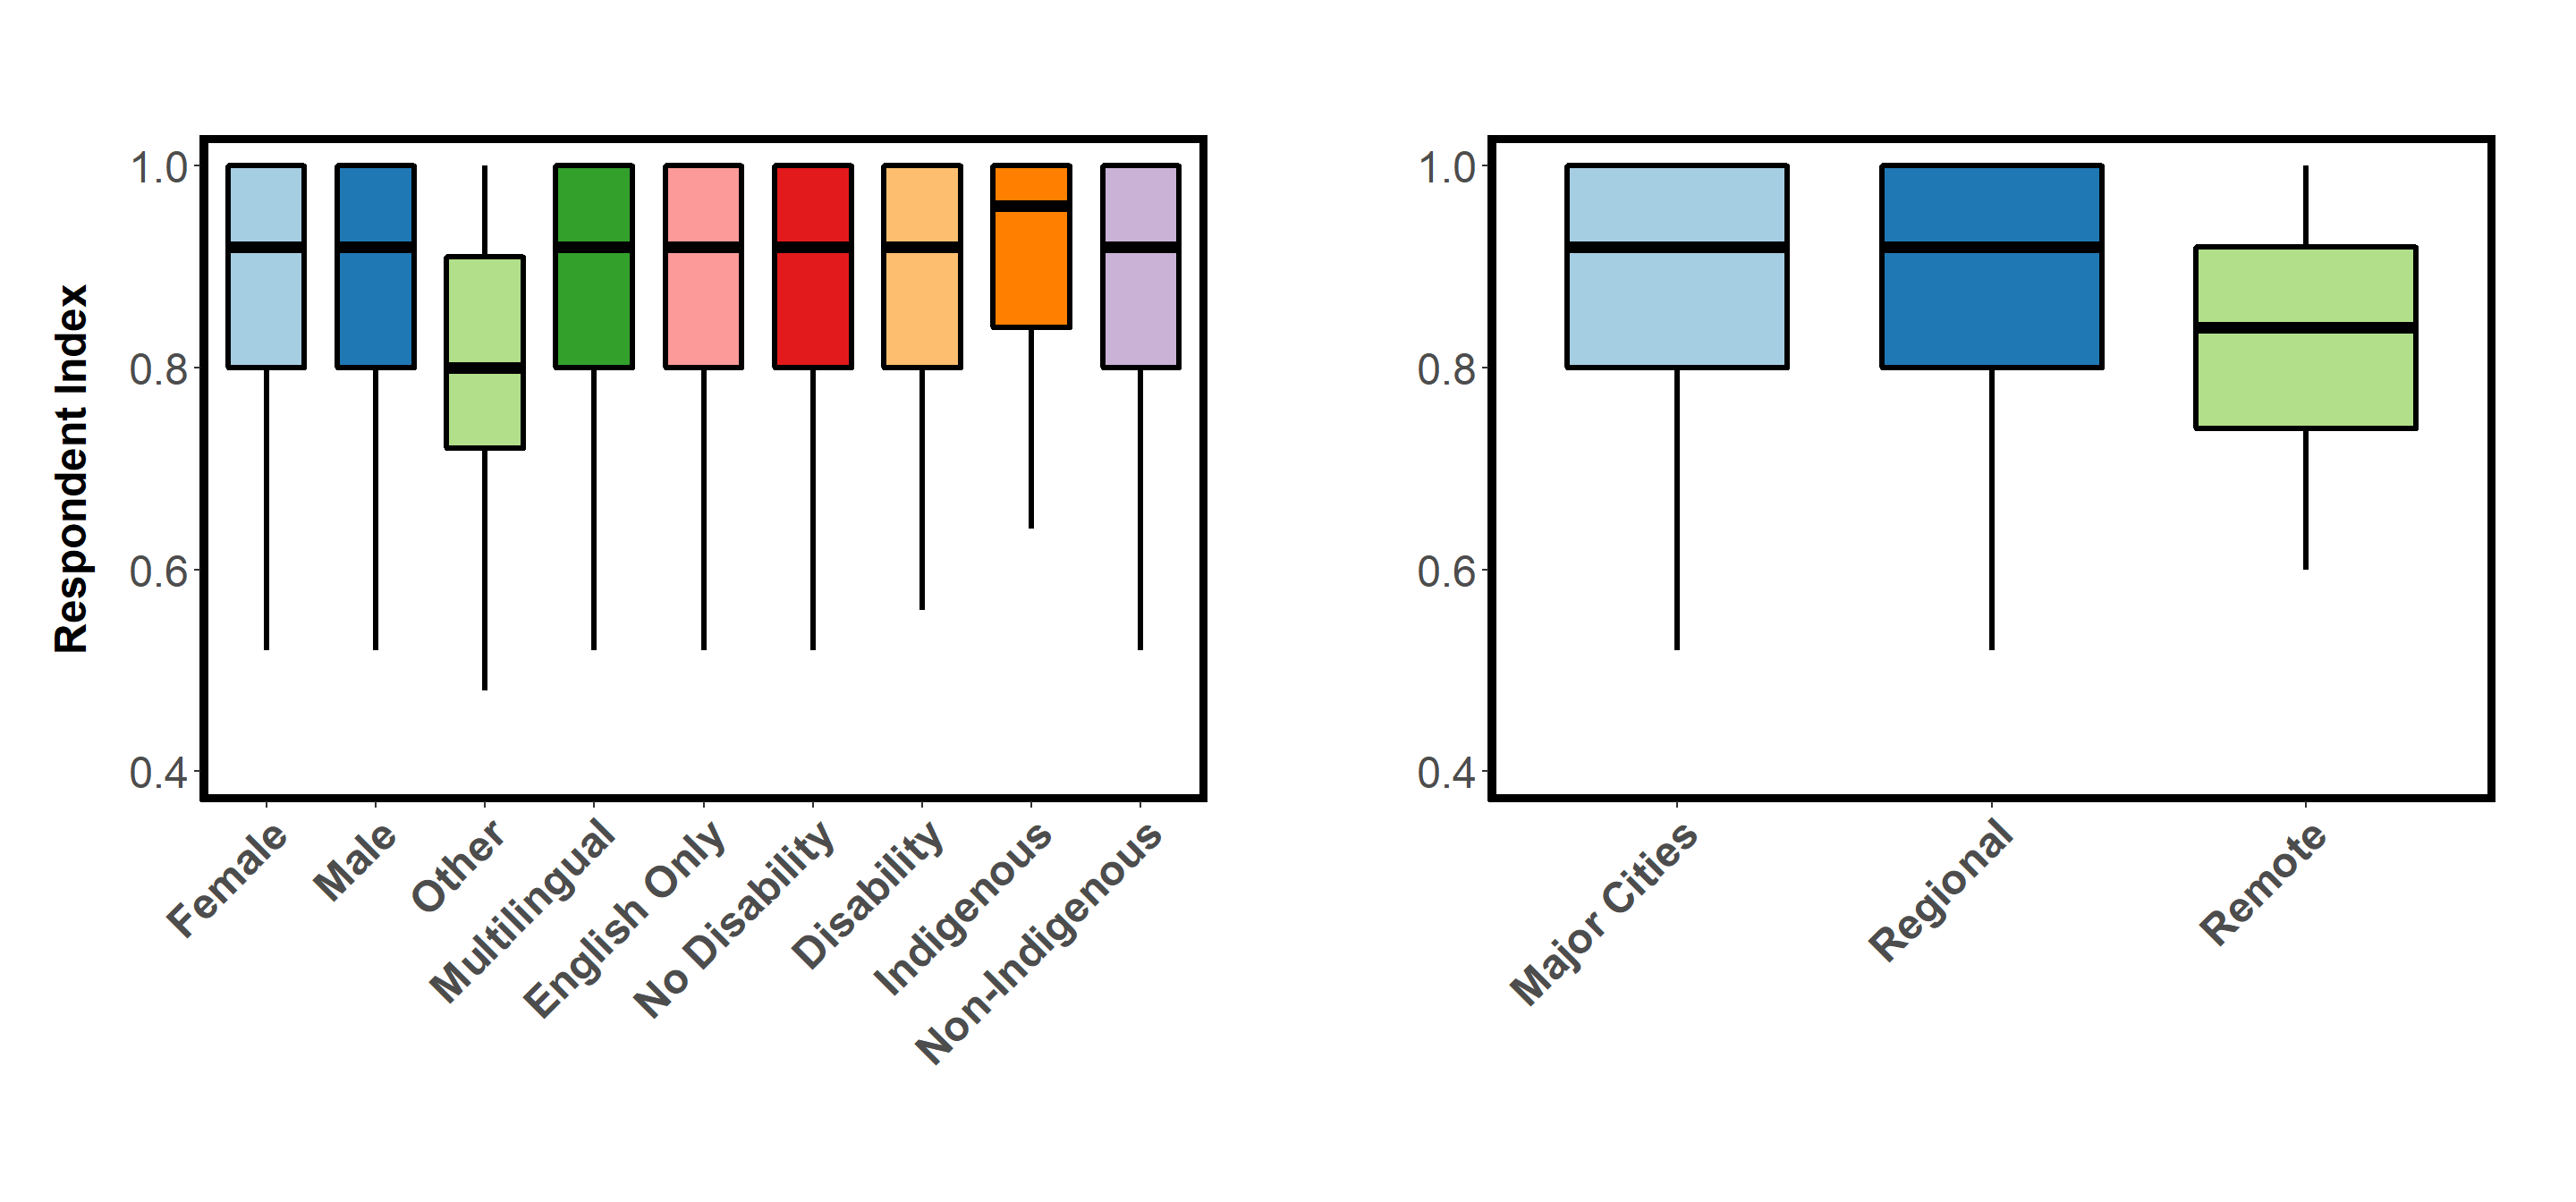 Respondent Index
1.0
0.8
0.6
0.4
Female
Male
Other
Multilingual
English Only
No Disability
Disability
Indigenous
Non-Indigenous
1.0
0.8
0.6
0.4
Major Cities
Regional
Remote